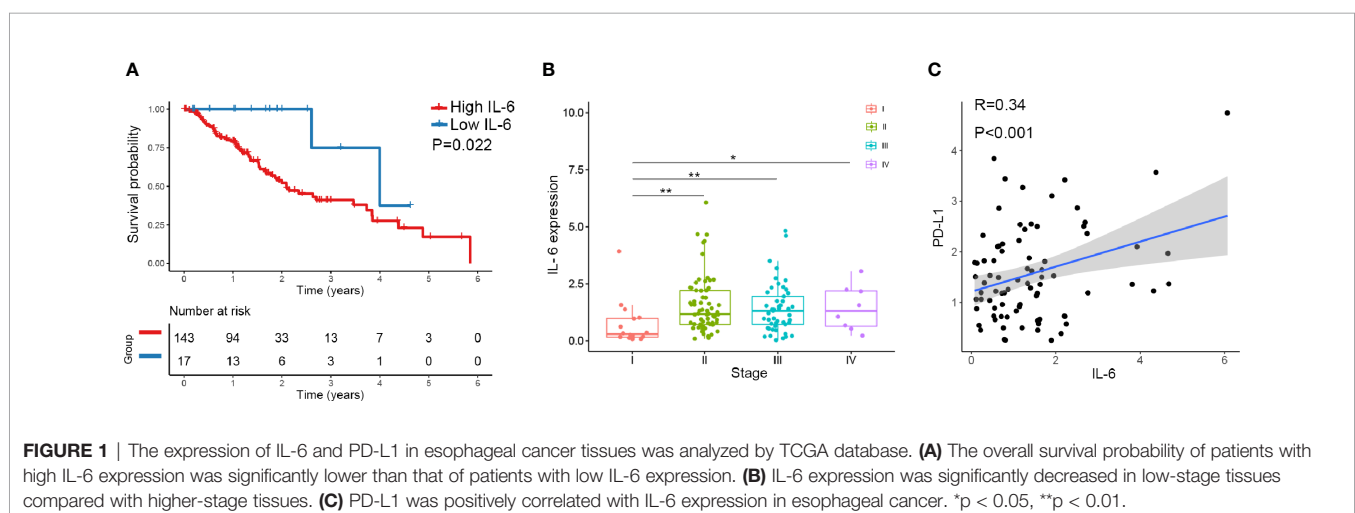 A
High IL-6
Low IL-6
P=0.022
Survival probability
1.00
0.75
0.50
0.25
0.00
0 1 2 3 4 5 6
Time (years)
Number at risk
Group
143 94 33 13 7 3 0
17 13 6 3 1 0 0
0 1 2 3 4 5 6
Time (years)
B
IL- 6 expression
10.0
7.5
5.0
2.5
0.0
*
**
**
I
II
III
IV
I II III IV
Stage
C
R=0.34
P<0.001
PD-L1
4
3
2
1
0 2 4 6
IL-6
FIGURE 1 | The expression of IL-6 and PD-L1 in esophageal cancer tissues was analyzed by TCGA database. (A) The overall survival probability of patients with
high IL-6 expression was significantly lower than that of patients with low IL-6 expression. (B) IL-6 expression was significantly decreased in low-stage tissues
compared with higher-stage tissues. (C) PD-L1 was positively correlated with IL-6 expression in esophageal cancer. *p < 0.05, **p < 0.01.